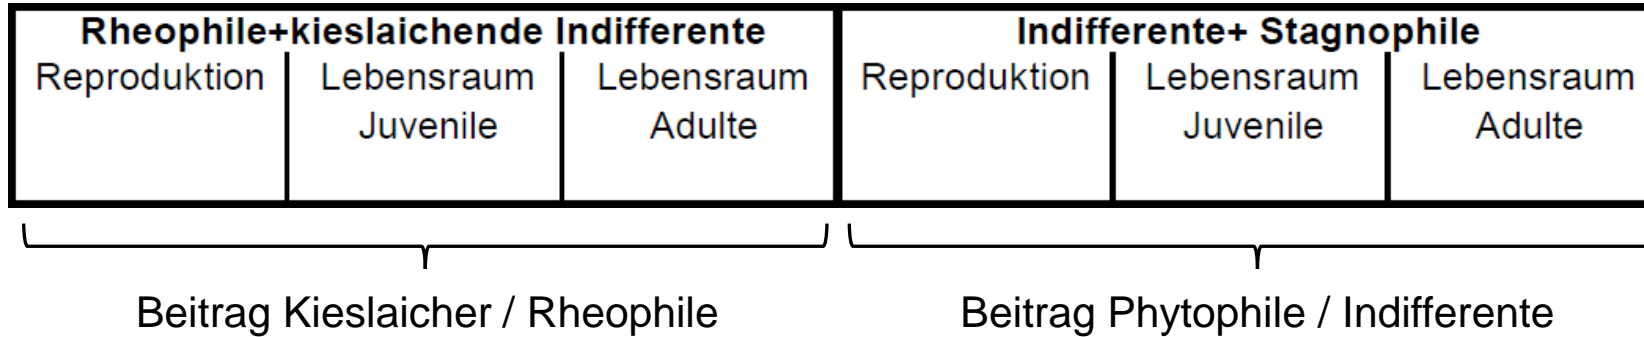 Rheophile+kieslaichende Indifferente
Indifferente+ Stagnophile
Reproduktion Lebensraum Lebensraum Reproduktion Lebensraum Lebensraum
Juvenile Adulte Juvenile Adulte
Beitrag Kieslaicher / Rheophile
Beitrag Phytophile / Indifferente